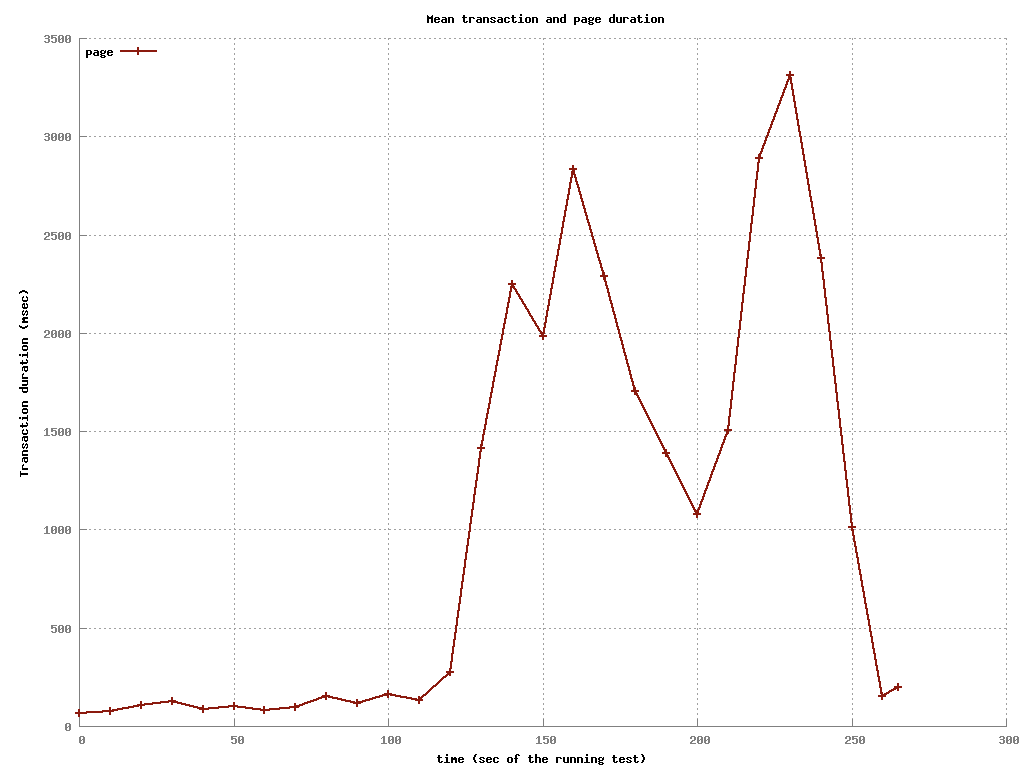 Mean transaction and page duration
page
Transaction duration (msec)
3500
3000
2500
2000
1500
1000
500
0
0 50 100 150 200 250 300
time (sec of the running test)